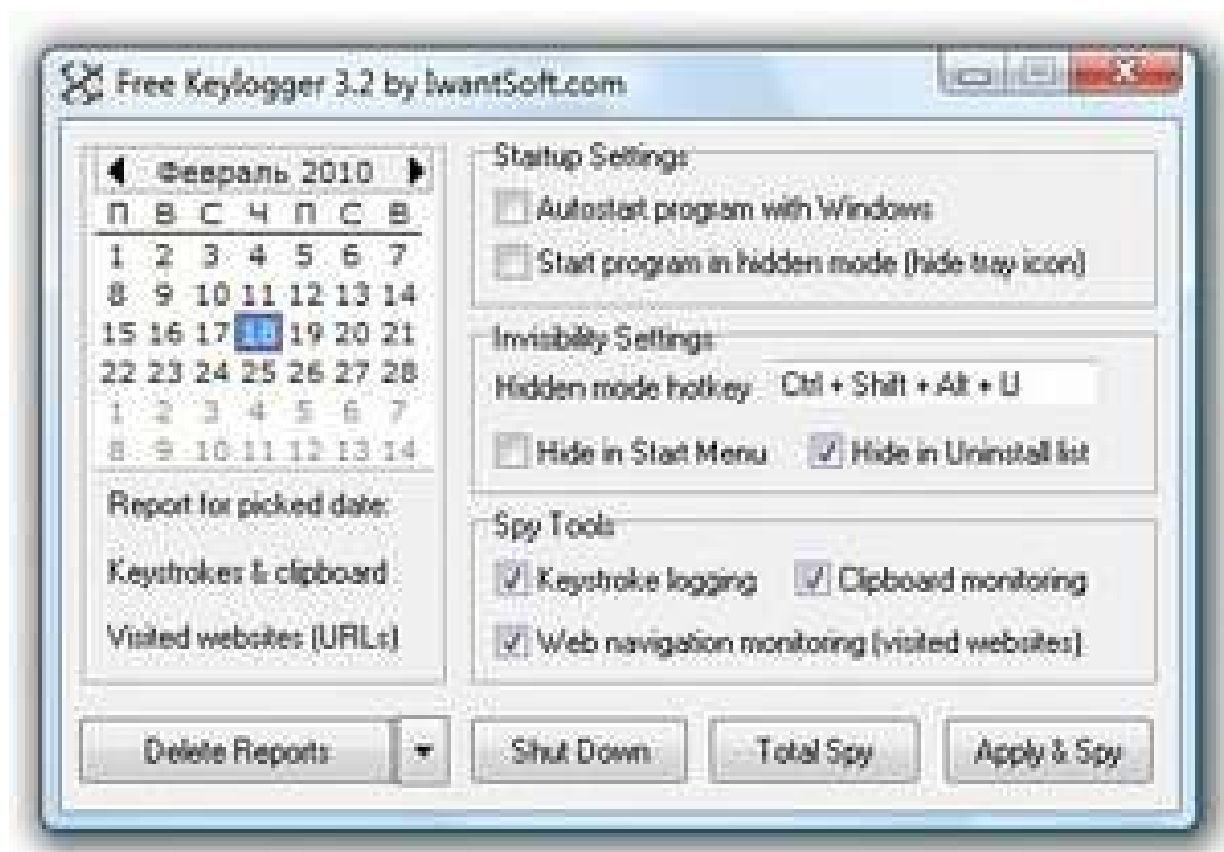 Free Keylogger 3.2 by IwantSoft.com
Февраль 2010
П В С Ч П С В
1 2 3 4 5 6 7
8 9 10 11 12 13 14
15 16 17 18 19 20 21
22 23 24 25 26 27 28
1 2 3 4 5 6 7
8 9 10 11 12 13 14
Report for picked date:
Keystrokes & clipboard
Visited websites (URLs)
Startup Settings
Autostart program with Windows
Start program in hidden mode (hide tray icon)
Invisibility Settings
Hidden mode hotkey Ctrl + Shift + Alt + U
Hide in Start Menu Hide in Uninstall list
Spy Tools
Keystroke logging Clipboard monitoring
Web navigation monitoring (visited websites)
Delete Reports Shut Down Total Spy Apply & Spy